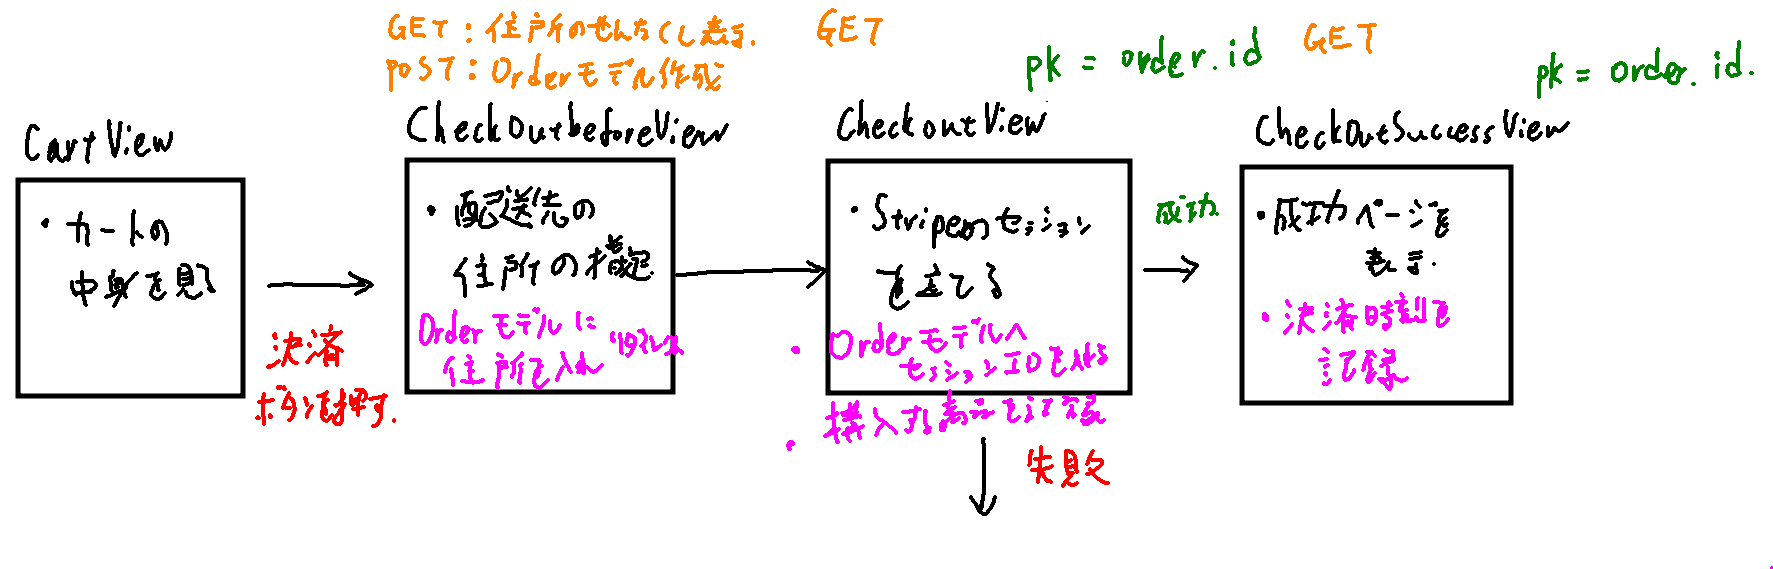 GET：住所のせんたくし表示.
POST：Orderモデル作成
GET
pk = order.id
GET
pk = order.id.
CartView
・カートの
中身を見る
決済
ボタンを押す.
CheckOutbeforeView
・配送先の
住所の指定
Orderモデルに
住所を入れ
CheckoutView
・Stripeのセッション
を立てる
・Orderモデルへ
セッションIDを入れる
・購入する商品を記録
成功
失敗
CheckOutSuccessView
・成功ページを
表示.
・決済時刻を
記録